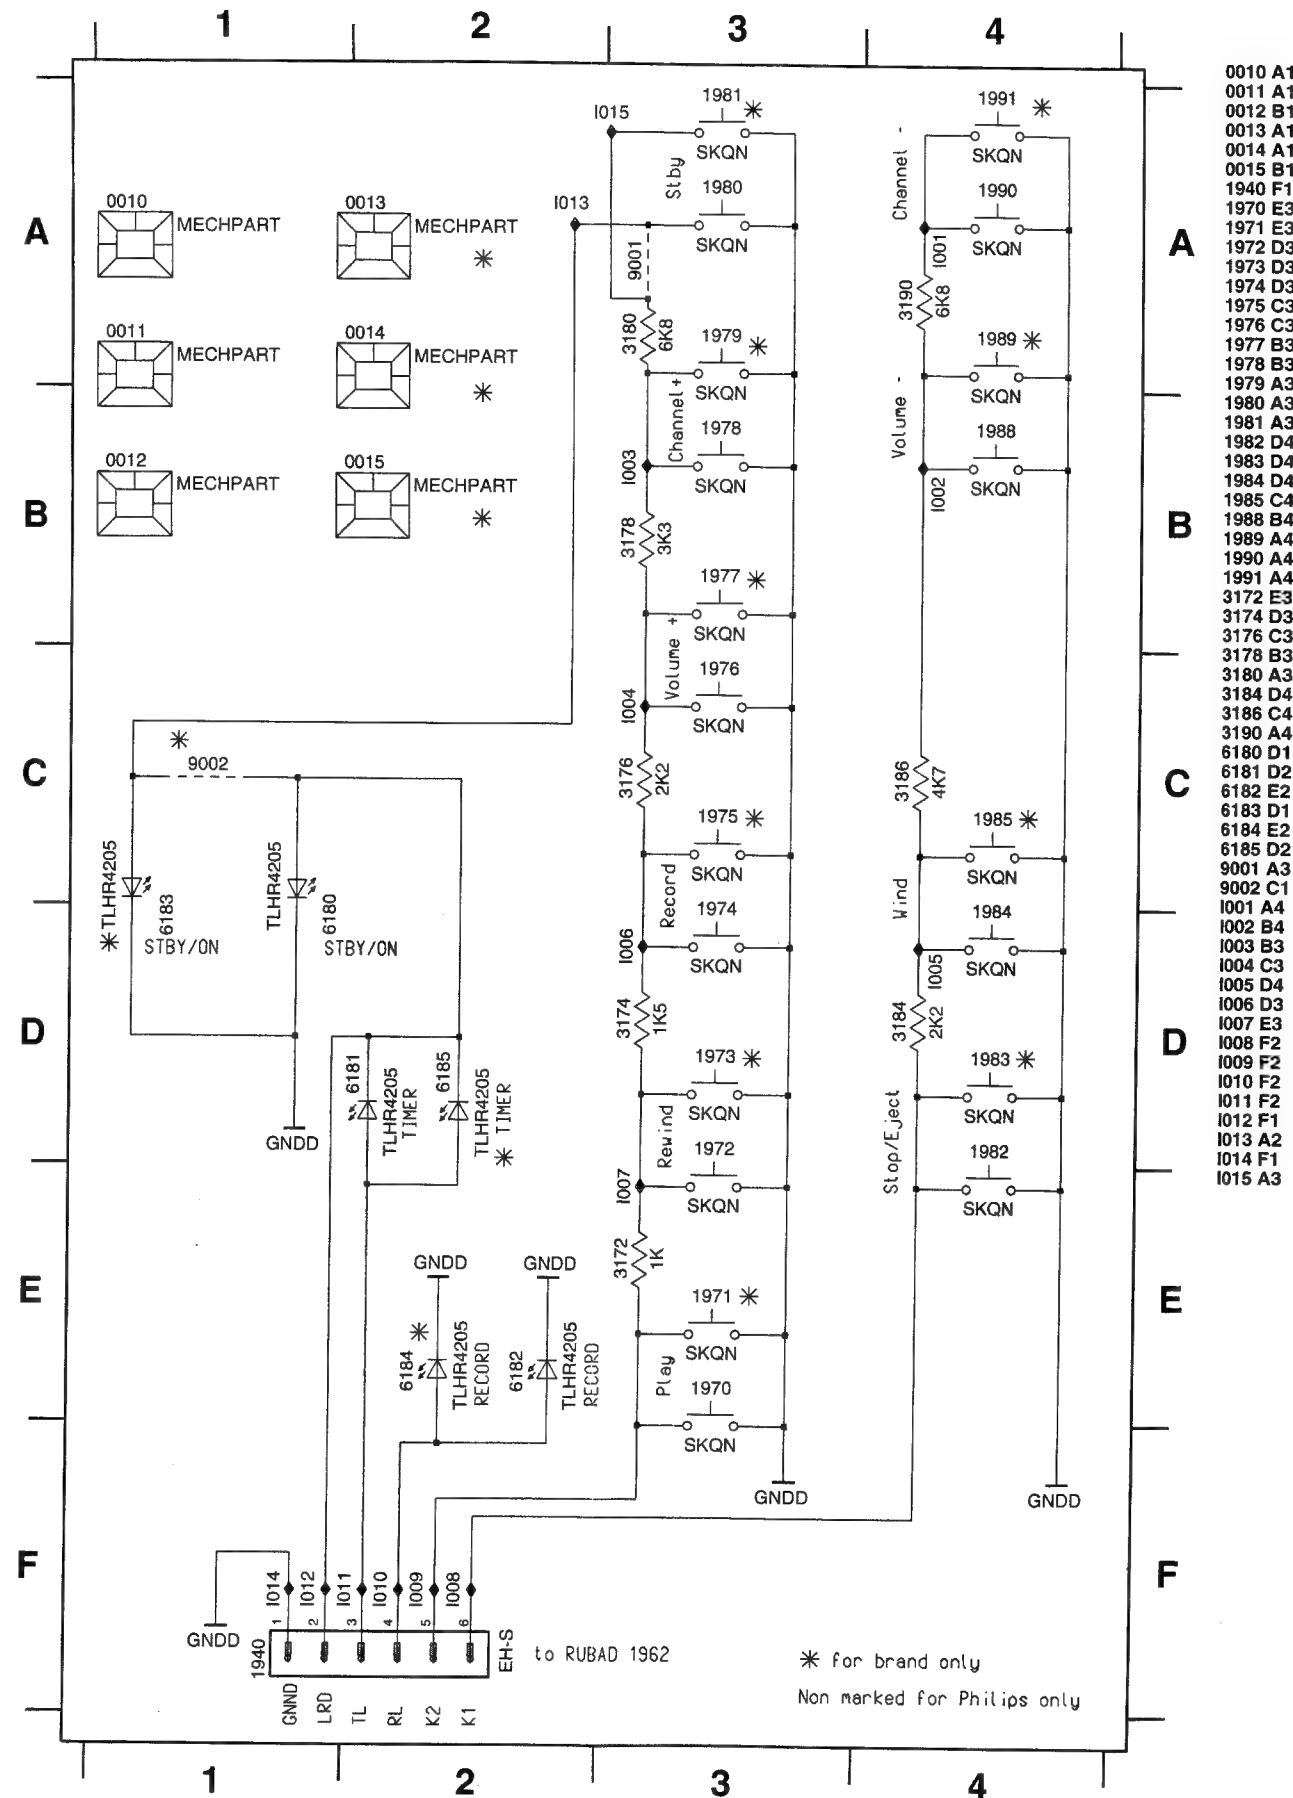 1 2 3 4
A
A
B
B
C
C
D
D
E
E
F
F
0010
MECHPART
0013
MECHPART
*
0011
MECHPART
0014
MECHPART
*
0012
MECHPART
0015
MECHPART
*
I015
I013
1981 *
SKQN
Stby
1980
SKQN
9001
3180
6K8
1979 *
SKQN
Channel+
1978
SKQN
I003
3178
3K3
1977 *
SKQN
Volume +
1976
SKQN
I004
3176
2K2
1975 *
SKQN
Record
1974
SKQN
I006
3174
1K5
1973 *
SKQN
Rewind
1972
SKQN
I007
3172
1K
1971 *
SKQN
Play
1970
SKQN
GNDD
1991 *
SKQN
Channel -
1990
SKQN
I001
3190
6K8
1989 *
SKQN
Volume -
1988
SKQN
I002
3186
4K7
1985 *
SKQN
Wind
1984
SKQN
I005
3184
2K2
1983 *
SKQN
Stop/Eject
1982
SKQN
GNDD
*
9002
* TLHR4205
6183
STBY/ON
TLHR4205
6180
STBY/ON
GNDD
6181
TLHR4205
TIMER
6185
TLHR4205
* TIMER
GNDD
GNDD
*
6184
TLHR4205
RECORD
6182
TLHR4205
RECORD
GNDD
I014
I012
I011
I010
I009
I008
1 2 3 4 5 6
1940
EH-S
to RUBAD 1962
GNND
LRD
TL
RL
K2
K1
* for brand only
Non marked for Philips only
1 2 3 4
0010 A1
0011 A1
0012 B1
0013 A1
0014 A1
0015 B1
1940 F1
1970 E3
1971 E3
1972 D3
1973 D3
1974 D3
1975 C3
1976 C3
1977 B3
1978 B3
1979 A3
1980 A3
1981 A3
1982 D4
1983 D4
1984 D4
1985 C4
1988 B4
1989 A4
1990 A4
1991 A4
3172 E3
3174 D3
3176 C3
3178 B3
3180 A3
3184 D4
3186 C4
3190 A4
6180 D1
6181 D2
6182 E2
6183 D1
6184 E2
6185 D2
9001 A3
9002 C1
I001 A4
I002 B4
I003 B3
I004 C3
I005 D4
I006 D3
I007 E3
I008 F2
I009 F2
I010 F2
I011 F2
I012 F1
I013 A2
I014 F1
I015 A3